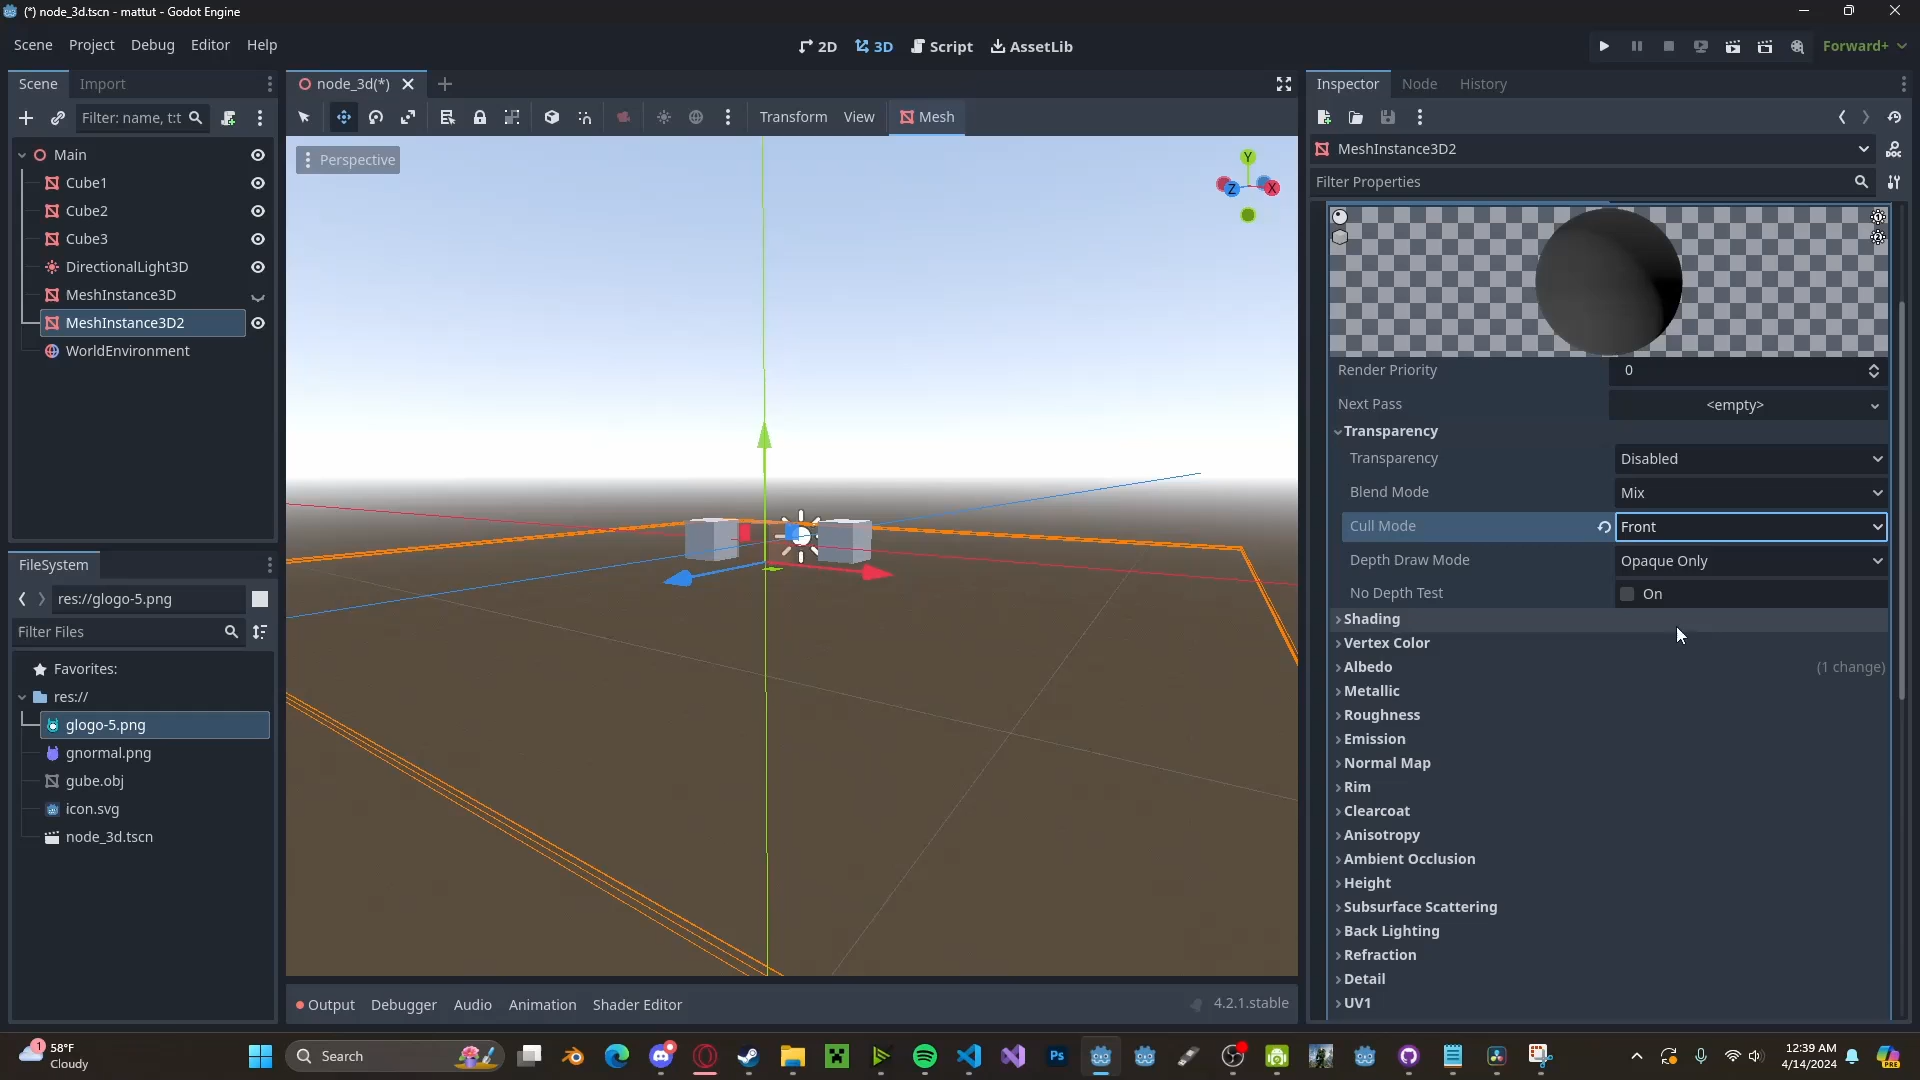 (*) node_3d.tscn - mattut - Godot Engine
Scene Project Debug Editor Help
2D 3D Script AssetLib
Forward+
Scene Import
node_3d(*)
Inspector Node History
Filter: name, t:t
Transform View Mesh
Main
Cube1
Cube2
Cube3
DirectionalLight3D
MeshInstance3D
MeshInstance3D2
WorldEnvironment
Perspective
Y
Z
X
MeshInstance3D2
DOC
Filter Properties
Render Priority 0
Next Pass <empty>
Transparency
Transparency Disabled
Blend Mode Mix
Cull Mode Front
Depth Draw Mode Opaque Only
No Depth Test On
Shading
Vertex Color
Albedo (1 change)
Metallic
Roughness
Emission
Normal Map
Rim
Clearcoat
Anisotropy
Ambient Occlusion
Height
Subsurface Scattering
Back Lighting
Refraction
Detail
UV1
FileSystem
res://glogo-5.png
Filter Files
Favorites:
res://
glogo-5.png
gnormal.png
gube.obj
icon.svg
node_3d.tscn
Output Debugger Audio Animation Shader Editor
4.2.1.stable
1
58°F
Cloudy
Search
Ps
12:39 AM
4/14/2024
PRE